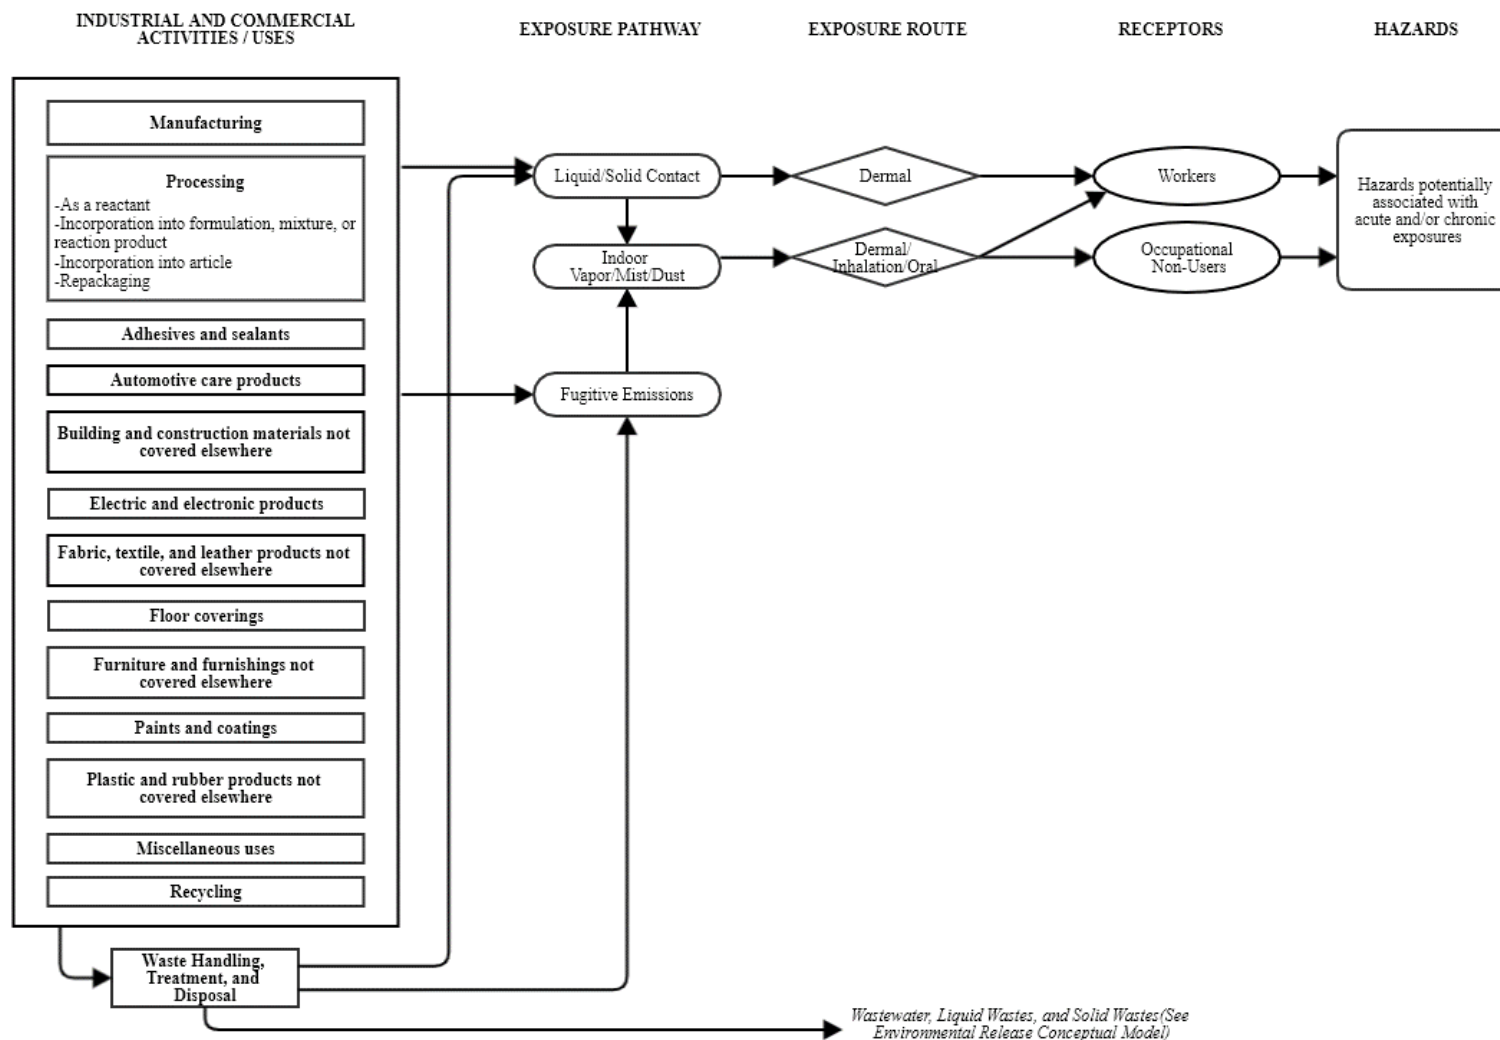 INDUSTRIAL AND COMMERCIAL
ACTIVITIES / USES
EXPOSURE PATHWAY
EXPOSURE ROUTE
RECEPTORS
HAZARDS
Manufacturing
Processing
-As a reactant
-Incorporation into formulation, mixture, or
reaction product
-Incorporation into article
-Repackaging
Adhesives and sealants
Automotive care products
Building and construction materials not
covered elsewhere
Electric and electronic products
Fabric, textile, and leather products not
covered elsewhere
Floor coverings
Furniture and furnishings not
covered elsewhere
Paints and coatings
Plastic and rubber products not
covered elsewhere
Miscellaneous uses
Recycling
Waste Handling,
Treatment, and
Disposal
Liquid/Solid Contact
Indoor
Vapor/Mist/Dust
Fugitive Emissions
Dermal
Dermal/
Inhalation/Oral
Workers
Occupational
Non-Users
Hazards potentially
associated with
acute and/or chronic
exposures
Wastewater, Liquid Wastes, and Solid Wastes(See
Environmental Release Conceptual Model)